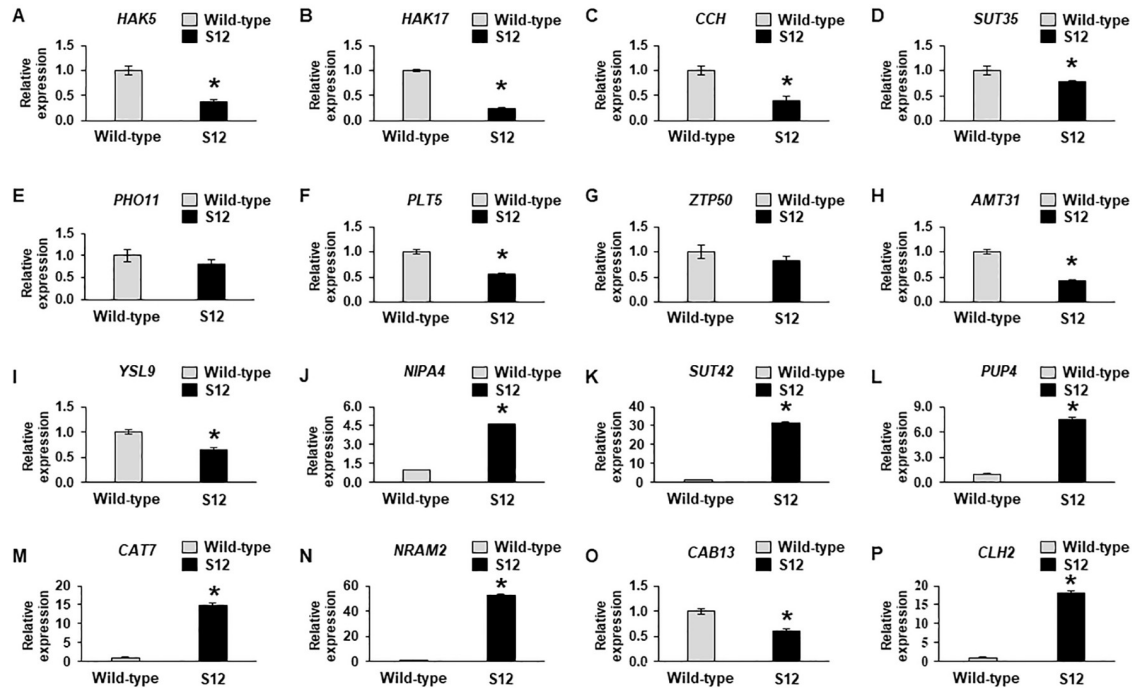 A HAK5 Wild-type S12
Relative expression
1.5
1.0
0.5
0.0
*
Wild-type S12
B HAK17 Wild-type S12
Relative expression
1.5
1.0
0.5
0.0
*
Wild-type S12
C CCH Wild-type S12
Relative expression
1.5
1.0
0.5
0.0
*
Wild-type S12
D SUT35 Wild-type S12
Relative expression
1.5
1.0
0.5
0.0
*
Wild-type S12
E PHO11 Wild-type S12
Relative expression
1.5
1.0
0.5
0.0
Wild-type S12
F PLT5 Wild-type S12
Relative expression
1.5
1.0
0.5
0.0
*
Wild-type S12
G ZTP50 Wild-type S12
Relative expression
1.5
1.0
0.5
0.0
Wild-type S12
H AMT31 Wild-type S12
Relative expression
1.5
1.0
0.5
0.0
*
Wild-type S12
I YSL9 Wild-type S12
Relative expression
1.5
1.0
0.5
0.0
*
Wild-type S12
J NIPA4 Wild-type S12
Relative expression
6.0
4.5
3.0
1.5
0.0
*
Wild-type S12
K SUT42 Wild-type S12
Relative expression
40
30
20
10
0
*
Wild-type S12
L PUP4 Wild-type S12
Relative expression
9.0
6.0
3.0
0.0
*
Wild-type S12
M CAT7 Wild-type S12
Relative expression
20
15
10
5
0
*
Wild-type S12
N NRAM2 Wild-type S12
Relative expression
60
40
20
0
*
Wild-type S12
O CAB13 Wild-type S12
Relative expression
1.5
1.0
0.5
0.0
*
Wild-type S12
P CLH2 Wild-type S12
Relative expression
20
15
10
5
0
*
Wild-type S12